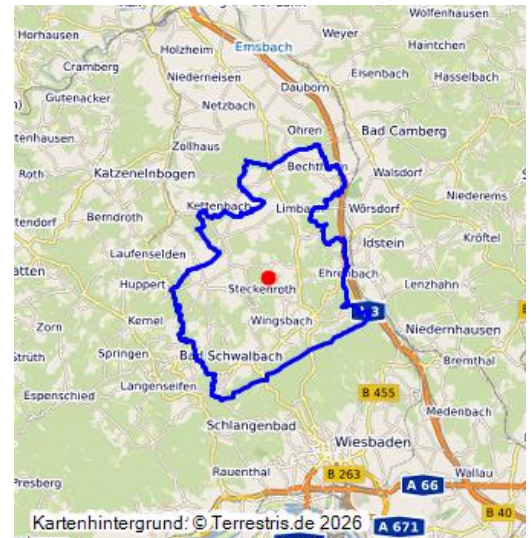 Horhausen
Holzheim
Emsbach
Weyer
Wolfenhausen
Haintchen
Cramberg
Niederneisen
Dauborn
Eisenbach
Hasselbach
Gutenacker
Netzbach
Ohren
Bad Camberg
Zollhaus
Roth
Katzenelnbogen
Bechtheim
Walsdorf
Kettenbach
Limbach
Wörsdorf
Niederems
Berndroth
Idstein
Kröftel
Laufenselden
Ehrenbach
Huppert
Steckenroth
Lenzhahn
Zorn
Kemel
Wingsbach
Niedernhausen
Springen
Bad Schwalbach
Bremthal
Espenschied
Langenseifen
B 455
Medenbach
Schlangenbad
Wiesbaden
Presberg
Rauenthal
B 263
A 66
Wallau
B 40
A 671
Kartenhintergrund: © Terrestris.de 2026